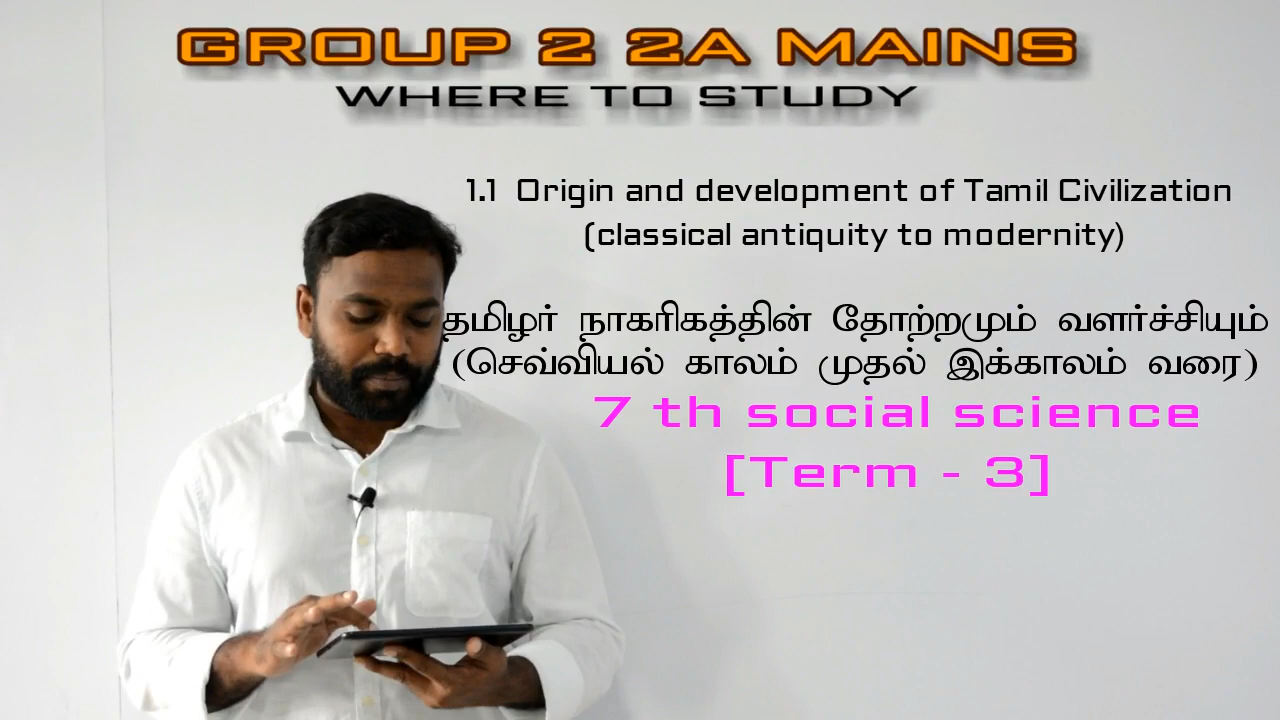 GROUP 2 2A MAINS
WHERE TO STUDY
1.1 Origin and development of Tamil Civilization
(classical antiquity to modernity)
தமிழர் நாகரிகத்தின் தோற்றமும் வளர்ச்சியும்
(செவ்வியல் காலம் முதல் இக்காலம் வரை)
7 th social science
[Term - 3]